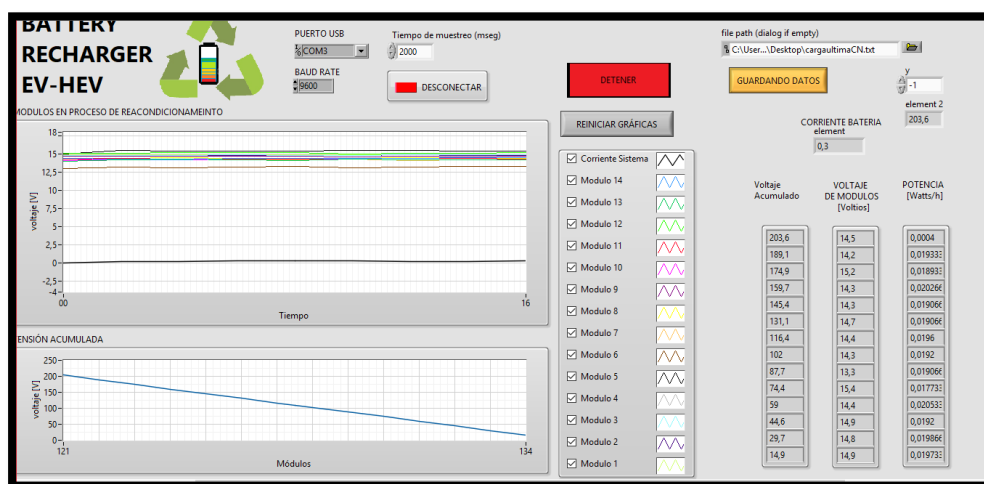 BATTERY
RECHARGER
EV-HEV
PUERTO USB
COM3
BAUD RATE
9600
Tiempo de muestreo (mseg)
2000
DESCONECTAR
DETENER
REINICIAR GRÁFICAS
file path (dialog if empty)
C:\User...\Desktop\cargaultimaCN.txt
GUARDANDO DATOS
y
-1
element 2
203,6
CORRIENTE BATERIA
element
0,3
MODULOS EN PROCESO DE REACONDICIONAMEINTO
voltaje [V]
18
15
12,5
10
7,5
5
2,5
0
-2,5
-4
00
16
Tiempo
ENSIÓN ACUMULADA
voltaje [V]
250
200
150
100
50
0
121
134
Módulos
Corriente Sistema
Modulo 14
Modulo 13
Modulo 12
Modulo 11
Modulo 10
Modulo 9
Modulo 8
Modulo 7
Modulo 6
Modulo 5
Modulo 4
Modulo 3
Modulo 2
Modulo 1
Voltaje
Acumulado
203,6
189,1
174,9
159,7
145,4
131,1
116,4
102
87,7
74,4
59
44,6
29,7
14,9
VOLTAJE
DE MODULOS
[Voltios]
14,5
14,2
15,2
14,3
14,3
14,7
14,4
14,3
13,3
15,4
14,4
14,9
14,8
14,9
POTENCIA
[Watts/h]
0,0004
0,019333
0,018933
0,020266
0,019066
0,019066
0,0196
0,0192
0,019066
0,017733
0,020533
0,0192
0,019866
0,019733